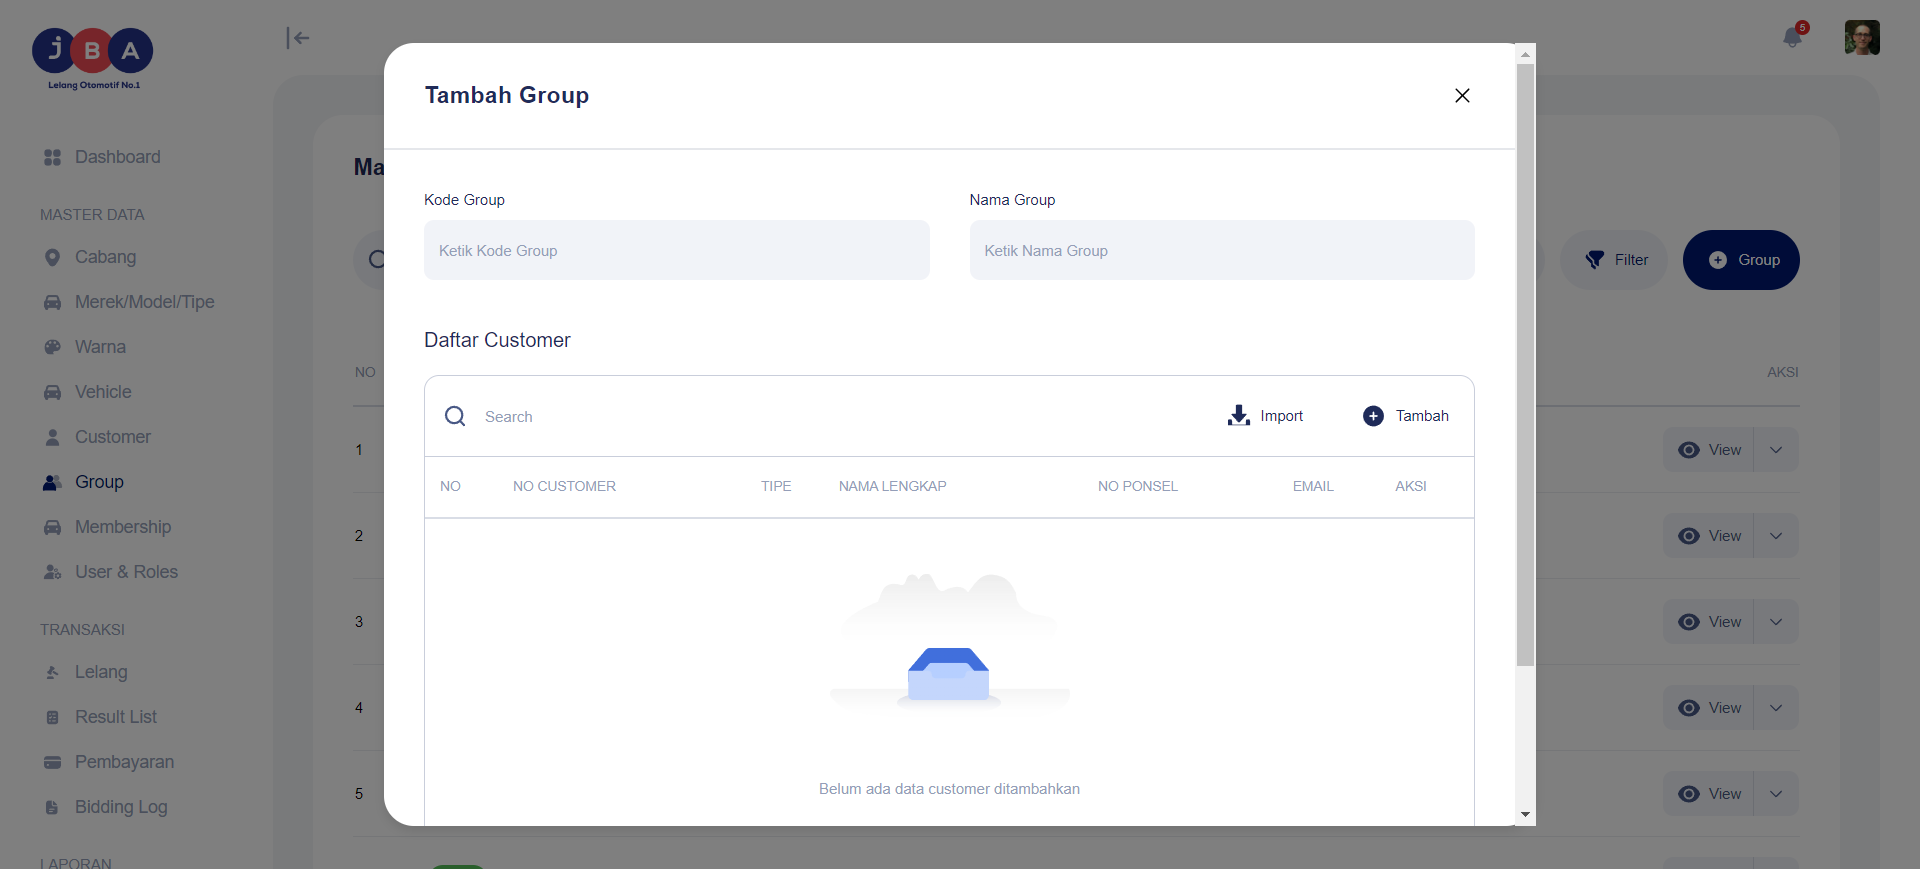 JBA
Lelang Otomotif No.1
5
Dashboard
MASTER DATA
Cabang
Merek/Model/Tipe
Warna
Vehicle
Customer
Group
Membership
User & Roles
TRANSAKSI
Lelang
Result List
Pembayaran
Bidding Log
LAPORAN
Ma
Filter
Group
NO
AKSI
1
View
2
View
3
View
4
View
5
View
Tambah Group
Kode Group
Nama Group
Ketik Kode Group
Ketik Nama Group
Daftar Customer
Search
Import
Tambah
NO NO CUSTOMER TIPE NAMA LENGKAP NO PONSEL EMAIL AKSI
Belum ada data customer ditambahkan